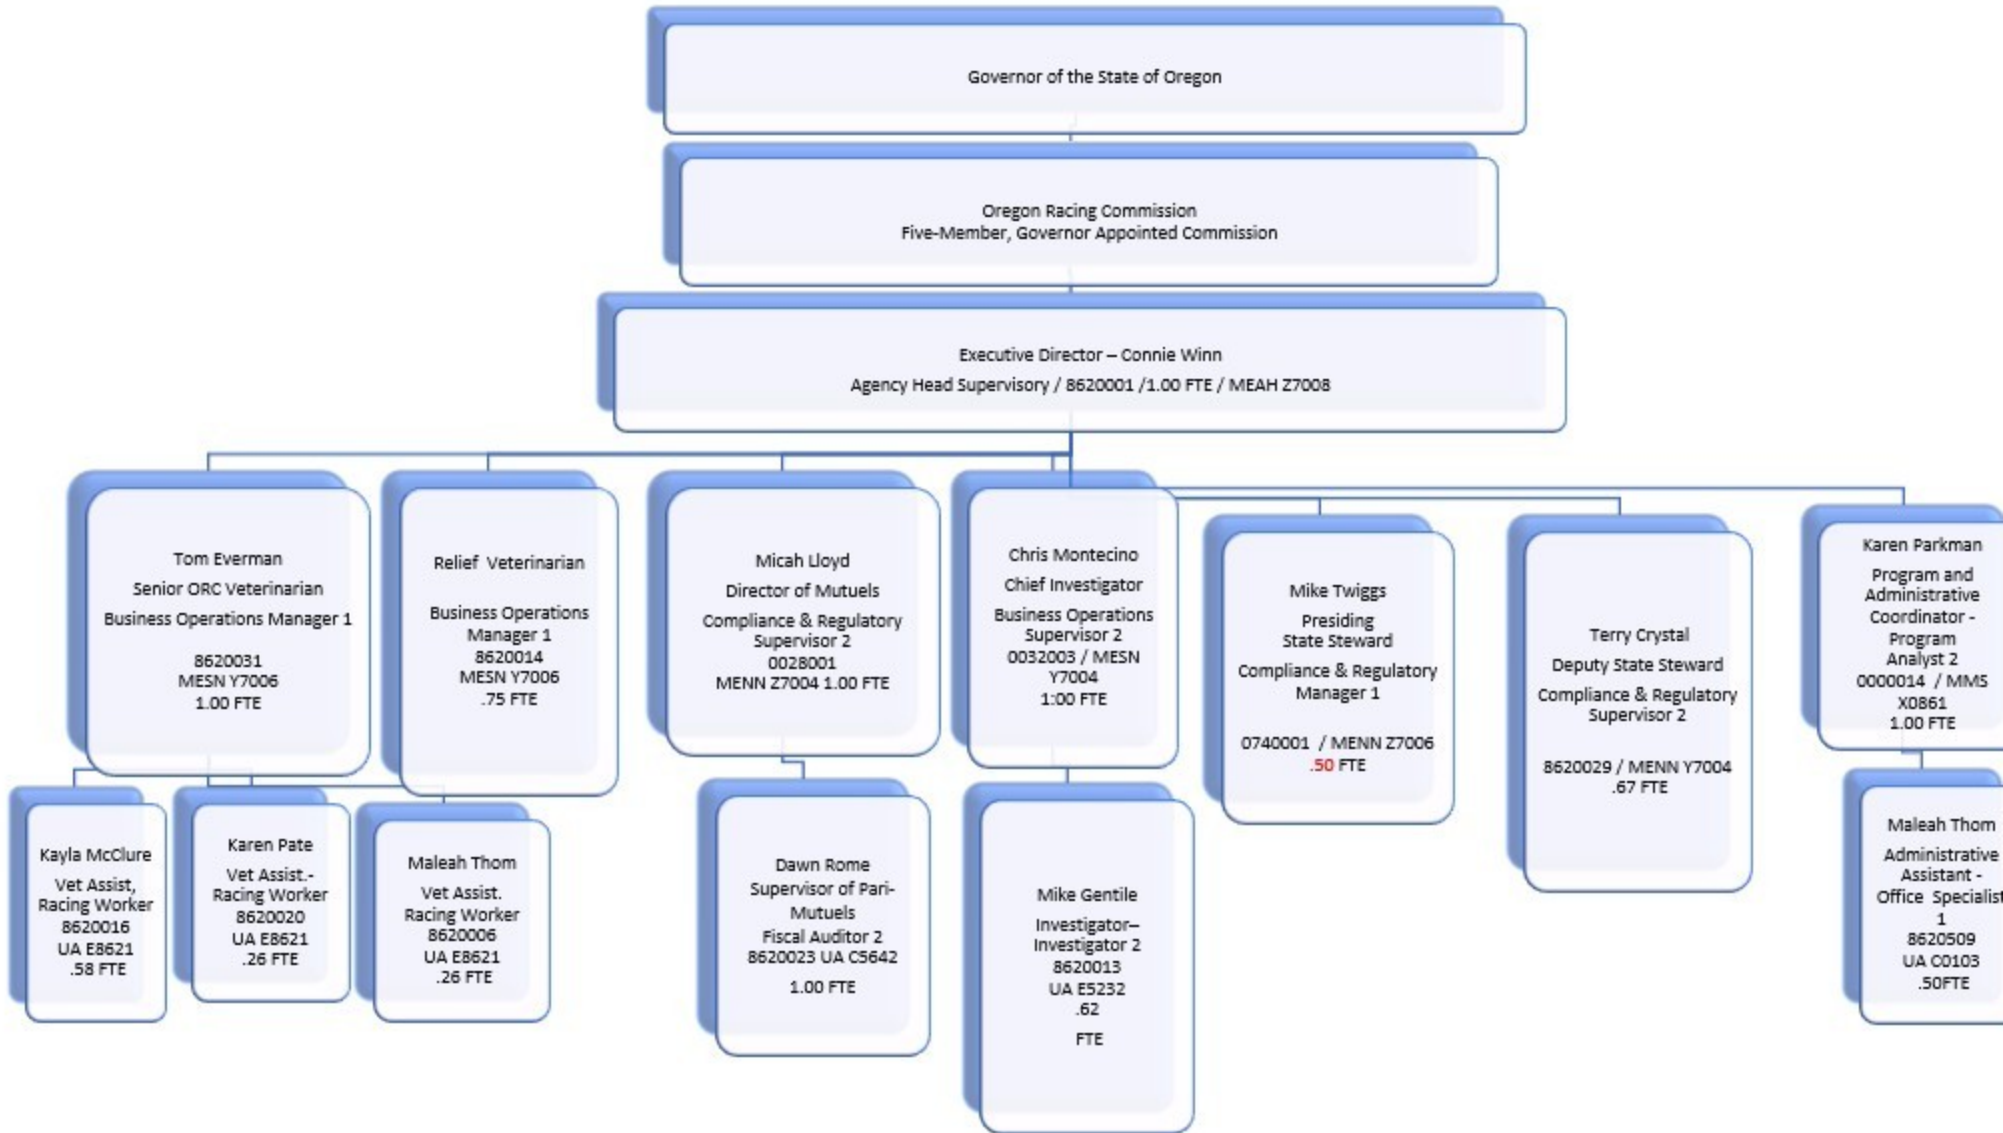 Governor of the State of Oregon
Oregon Racing Commission
Five-Member, Governor Appointed Commission
Executive Director – Connie Winn
Agency Head Supervisory / 8620001 /1.00 FTE / MEAH Z7008
Tom Everman
Senior ORC Veterinarian
Business Operations Manager 1
8620031
MESN Y7006
1.00 FTE
Relief Veterinarian
Business Operations
Manager 1
8620014
MESN Y7006
.75 FTE
Micah Lloyd
Director of Mutuels
Compliance & Regulatory
Supervisor 2
0028001
MENN Z7004 1.00 FTE
Chris Montecino
Chief Investigator
Business Operations
Supervisor 2
0032003 / MESN
Y7004
1:00 FTE
Mike Twiggs
Presiding
State Steward
Compliance & Regulatory
Manager 1
0740001 / MENN Z7006
.50 FTE
Terry Crystal
Deputy State Steward
Compliance & Regulatory
Supervisor 2
8620029 / MENN Y7004
.67 FTE
Karen Parkman
Program and
Administrative
Coordinator -
Program
Analyst 2
0000014 / MMS
X0861
1.00 FTE
Kayla McClure
Vet Assist,
Racing Worker
8620016
UA E8621
.58 FTE
Karen Pate
Vet Assist.-
Racing Worker
8620020
UA E8621
.26 FTE
Maleah Thom
Vet Assist.
Racing Worker
8620006
UA E8621
.26 FTE
Dawn Rome
Supervisor of Pari-
Mutuels
Fiscal Auditor 2
8620023 UA C5642
1.00 FTE
Mike Gentile
Investigator–
Investigator 2
8620013
UA E5232
.62
FTE
Maleah Thom
Administrative
Assistant -
Office Specialist
1
8620509
UA C0103
.50FTE